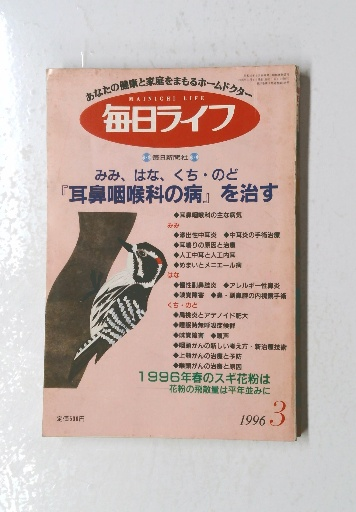 あなたの健康と家庭をまもるホームドクター
MAINICHI LIFE
毎日ライフ
毎日新聞社
みみ、はな、くち・のど
『耳鼻咽喉科の病』を治す
◆耳鼻咽喉科の主な病気
みみ
◆滲出性中耳炎 ◆中耳炎の手術治療
◆耳鳴りの原因と治療
◆人工中耳と人工内耳
◆めまいとメニエール病
はな
◆慢性副鼻腔炎 ◆アレルギー性鼻炎
◆嗅覚障害 ◆鼻・副鼻腔の内視鏡手術
くち・のど
◆扁桃炎とアデノイド肥大
◆睡眠時無呼吸症候群
◆味覚障害 ◆嗄声
◆咽頭がんの新しい考え方・新治療技術
◆上顎がんの治療と予防
◆喉頭がんの治療と原因
1996年春のスギ花粉は
花粉の飛散量は平年並みに
定価590円
1996 3